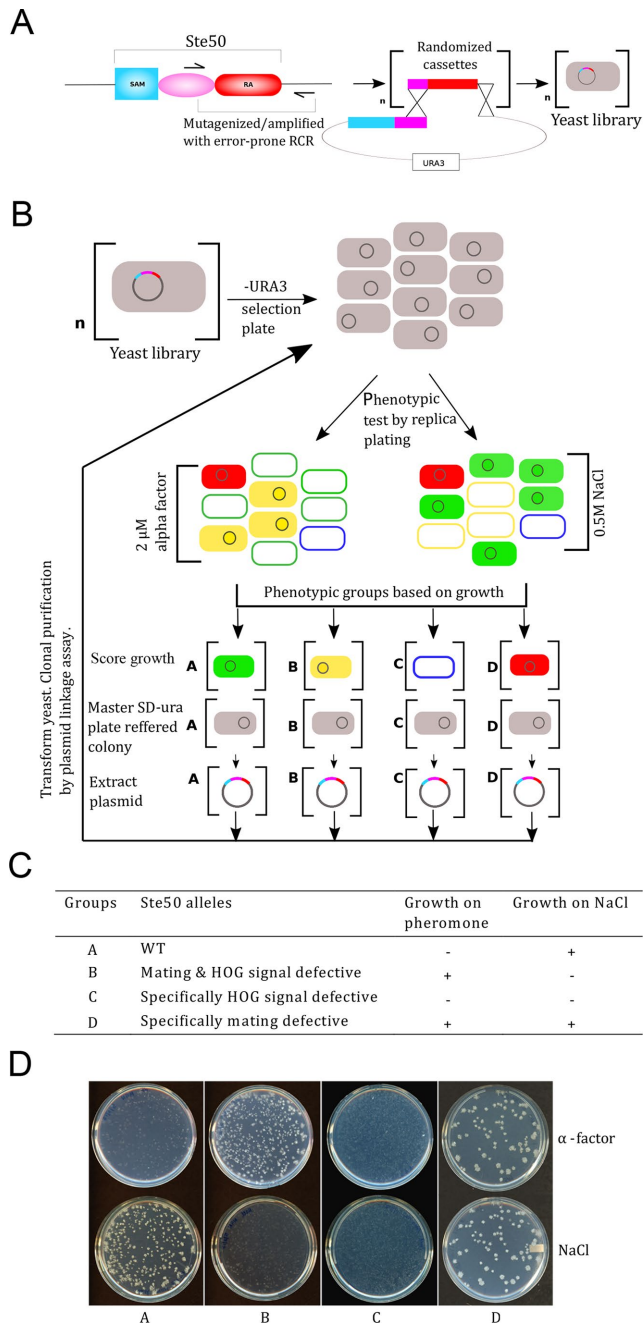 A
Ste50
SAM
RA
Mutagenized/amplified
with error-prone RCR
n
Randomized
cassettes
URA3
n
Yeast library
B
n
Yeast library
-URA3
selection
plate
Phenotypic
test by replica
plating
2 µM
alpha factor
0.5M NaCl
Phenotypic groups based on growth
Score growth
A
B
C
D
Master SD-ura
plate reffered
colony
A
B
C
D
Extract
plasmid
A
B
C
D
Transform yeast. Clonal purification
by plasmid linkage assay.
C
Groups Ste50 alleles Growth on pheromone Growth on NaCl
A WT - +
B Mating & HOG signal defective + -
C Specifically HOG signal defective - -
D Specifically mating defective + +
D
α -factor
NaCl
A B C D